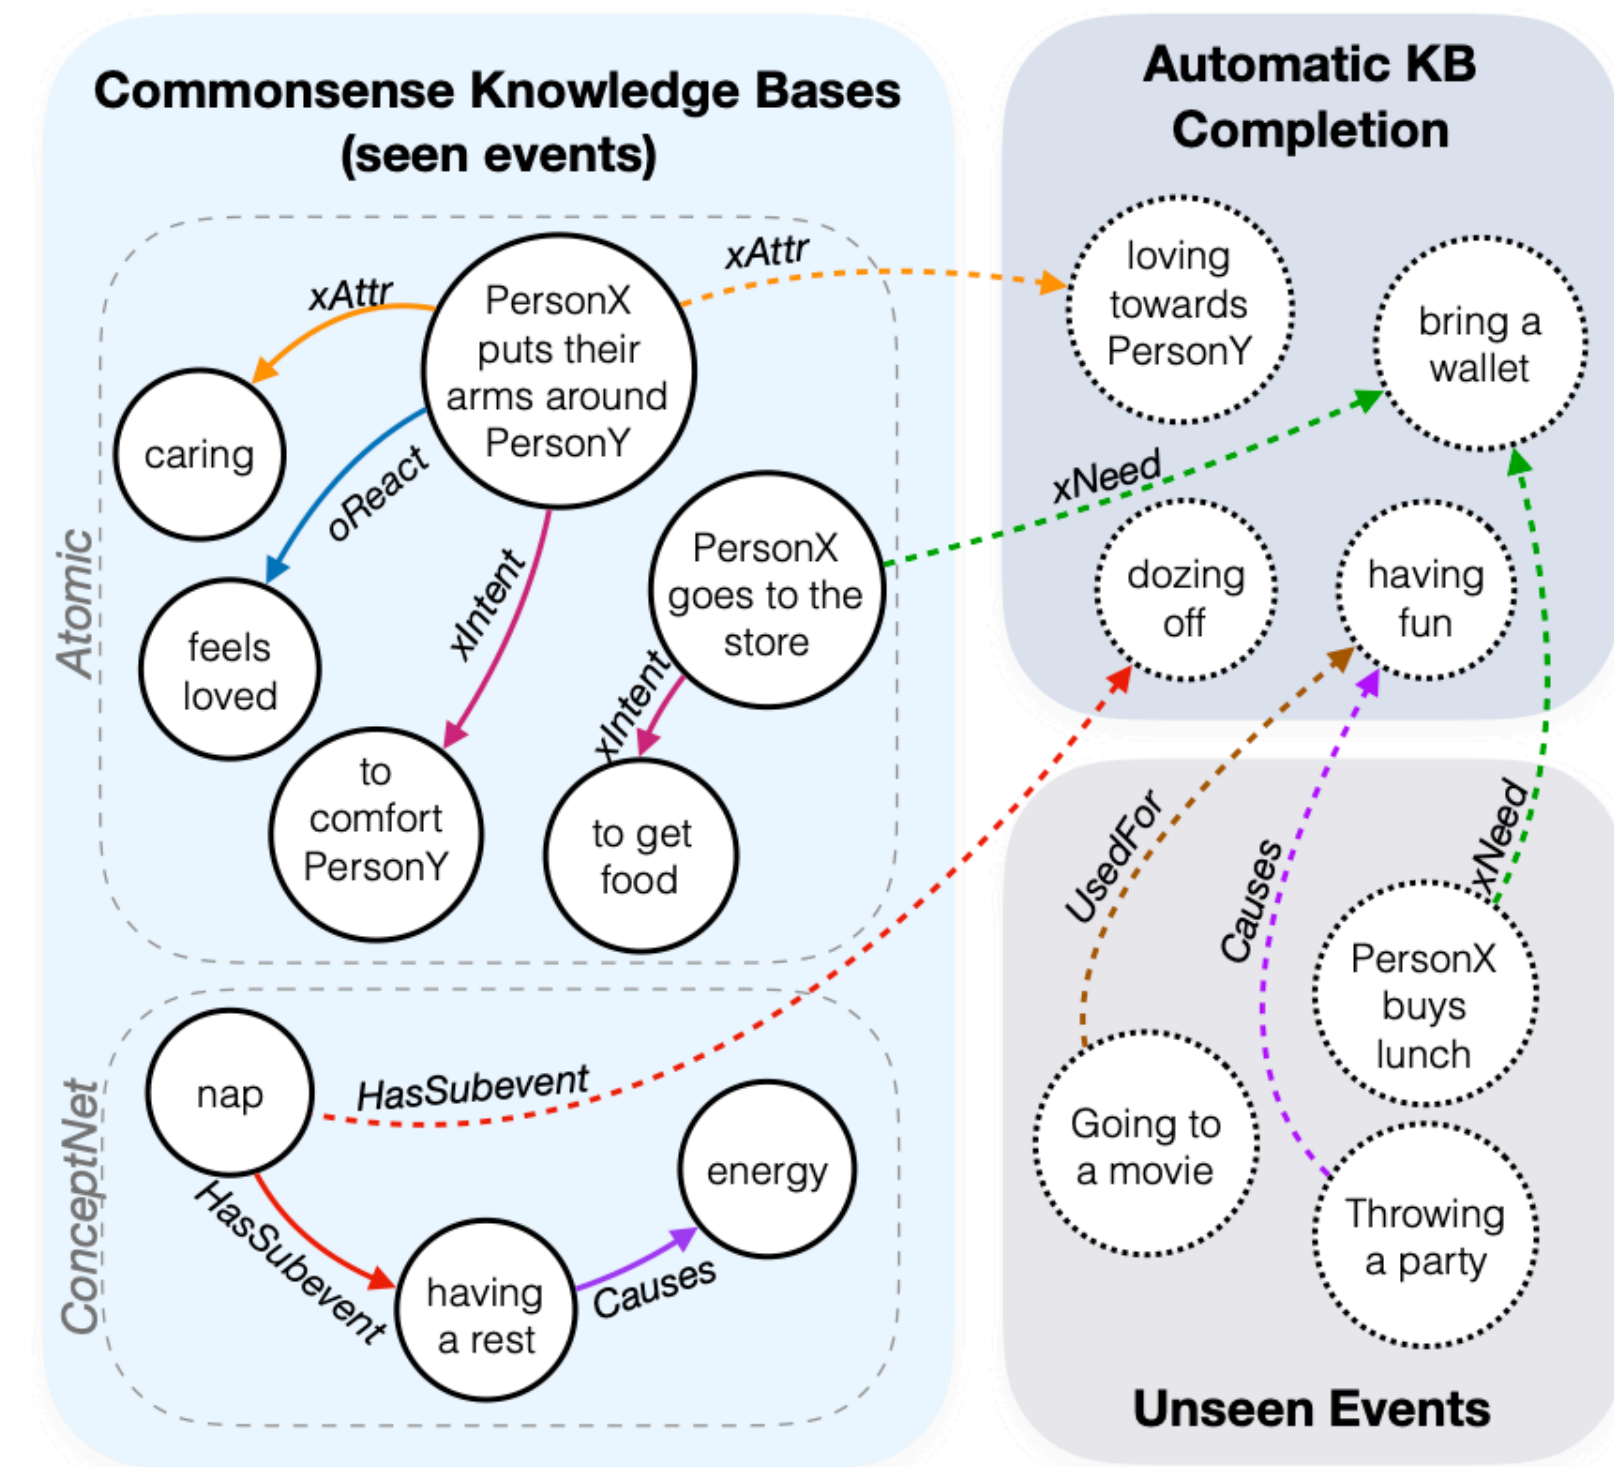 Commonsense Knowledge Bases
(seen events)
Atomic
xAttr
PersonX
puts their
arms around
PersonY
xAttr
caring
oReact
feels
loved
xIntent
to
comfort
PersonY
PersonX
goes to the
store
xIntent
to get
food
xNeed
ConceptNet
nap
HasSubevent
HasSubevent
having
a rest
Causes
energy
Automatic KB
Completion
loving
towards
PersonY
bring a
wallet
dozing
off
having
fun
UsedFor
Causes
xNeed
PersonX
buys
lunch
Going to
a movie
Throwing
a party
Unseen Events